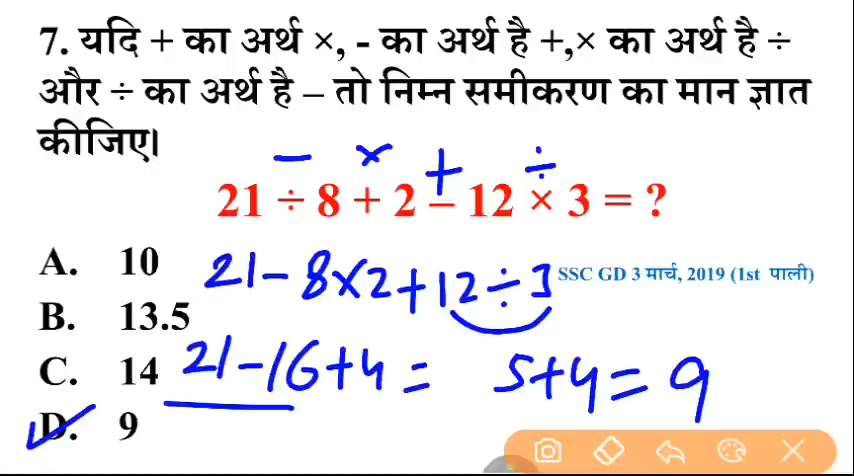 7. यदि + का अर्थ ×, - का अर्थ है +,× का अर्थ है ÷
और ÷ का अर्थ है – तो निम्न समीकरण का मान ज्ञात
कीजिए।
− × + ÷
21 ÷ 8 + 2 – 12 × 3 = ?
A. 10
21 − 8 × 2 + 12 ÷ 3
SSC GD 3 मार्च, 2019 (1st पाली)
B. 13.5
C. 14
21 − 16 + 4 = 5 + 4 = 9
D. 9